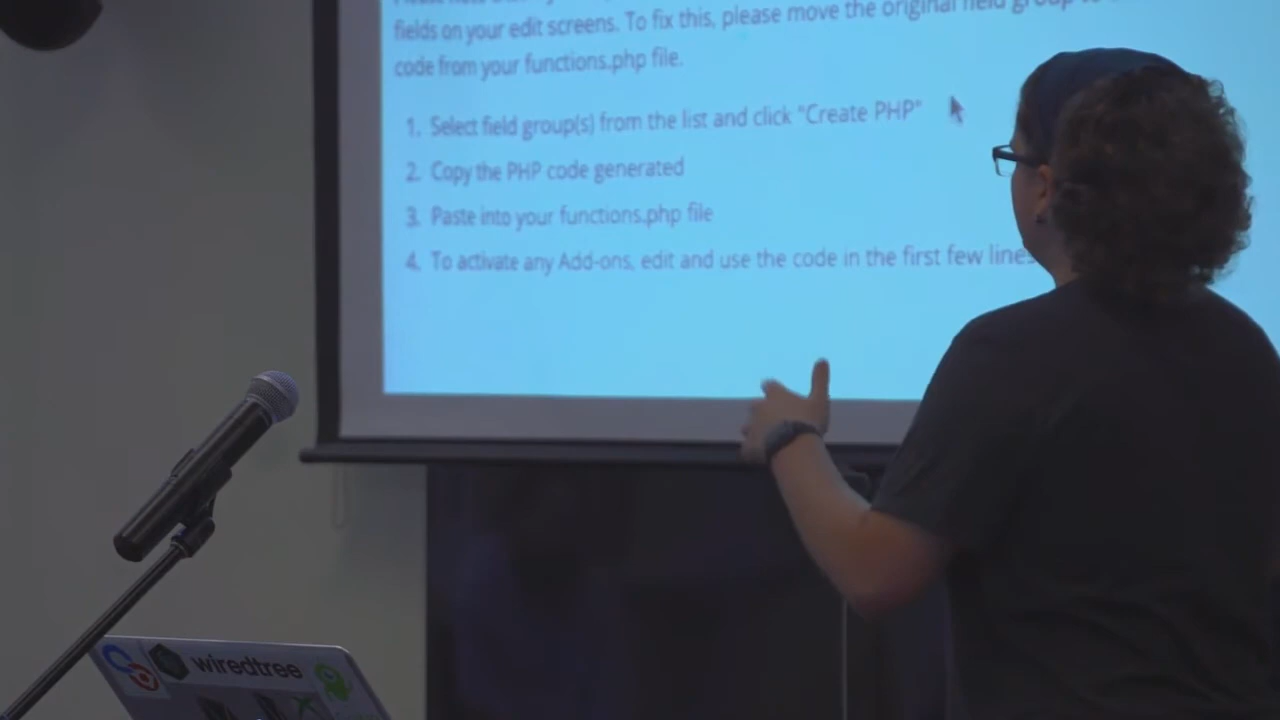 fields on your edit screens. To fix this, please move the original field group to
code from your functions.php file.
1. Select field group(s) from the list and click "Create PHP"
2. Copy the PHP code generated
3. Paste into your functions.php file
4. To activate any Add-ons, edit and use the code in the first few lines
wiredtree